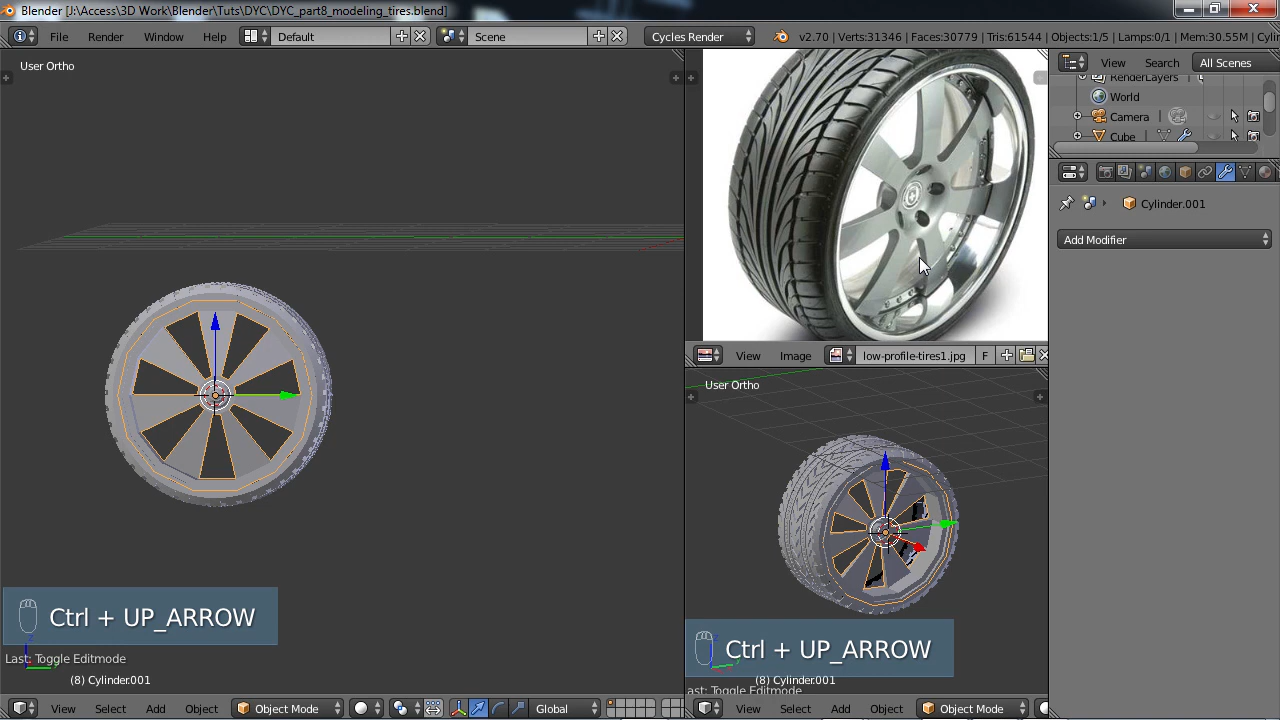 Blender [J:\Access\3D Work\Blender\Tuts\DYC\DYC_part8_modeling_tires.blend]
File Render Window Help Default Scene Cycles Render v2.70 | Verts:31346 | Faces:30779 | Tris:61544 | Objects:1/5 | Lamps:0/1 | Mem:30.55M | Cylin
User Ortho
View Search All Scenes
RenderLayers
World
Camera
Cube
Cylinder.001
Add Modifier
View Image low-profile-tires1.jpg F
User Ortho
Ctrl + UP_ARROW
Last: Toggle Editmode
(8) Cylinder.001
Ctrl + UP_ARROW
(8) Cylinder.001
ast: Toggle Editmode
View Select Add Object Object Mode Global
View Select Add Object Object Mode